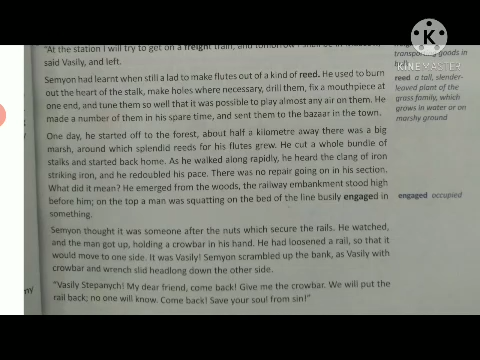 "At the station I will try to get on a freight train, and tomorrow I shall be in
said Vasily, and left.
Semyon had learnt when still a lad to make flutes out of a kind of reed. He used to burn
out the heart of the stalk, make holes where necessary, drill them, fix a mouthpiece at
one end, and tune them so well that it was possible to play almost any air on them. He
made a number of them in his spare time, and sent them to the bazaar in the town.
One day, he started off to the forest, about half a kilometre away there was a big
marsh, around which splendid reeds for his flutes grew. He cut a whole bundle of
stalks and started back home. As he walked along rapidly, he heard the clang of iron
striking iron, and he redoubled his pace. There was no repair going on in his section.
What did it mean? He emerged from the woods, the railway embankment stood high
before him; on the top a man was squatting on the bed of the line busily engaged in
something.
Semyon thought it was someone after the nuts which secure the rails. He watched,
and the man got up, holding a crowbar in his hand. He had loosened a rail, so that it
would move to one side. It was Vasily! Semyon scrambled up the bank, as Vasily with
crowbar and wrench slid headlong down the other side.
"Vasily Stepanych! My dear friend, come back! Give me the crowbar. We will put the
rail back; no one will know. Come back! Save your soul from sin!"
transporting goods in
reed a tall, slender-
leaved plant of the
grass family, which
grows in water or on
marshy ground
engaged occupied
KINEMASTER